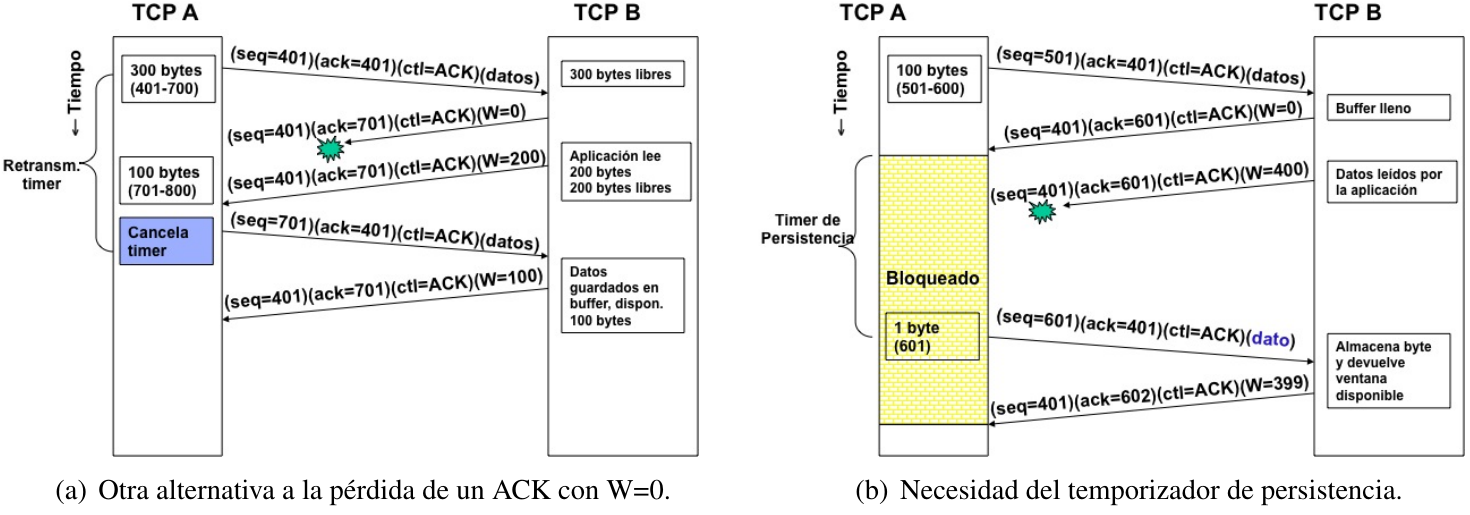 TCP A
TCP B
← Tiempo
300 bytes
(401-700)
(seq=401)(ack=401)(ctl=ACK)(datos)
300 bytes libres
(seq=401)(ack=701)(ctl=ACK)(W=0)
Retransm.
timer
100 bytes
(701-800)
(seq=401)(ack=701)(ctl=ACK)(W=200)
Aplicación lee
200 bytes
200 bytes libres
Cancela
timer
(seq=701)(ack=401)(ctl=ACK)(datos)
(seq=401)(ack=701)(ctl=ACK)(W=100)
Datos
guardados en
buffer, dispon.
100 bytes
(a) Otra alternativa a la pérdida de un ACK con W=0.
TCP A
TCP B
← Tiempo
100 bytes
(501-600)
(seq=501)(ack=401)(ctl=ACK)(datos)
Buffer lleno
(seq=401)(ack=601)(ctl=ACK)(W=0)
(seq=401)(ack=601)(ctl=ACK)(W=400)
Datos leídos por
la aplicación
Timer de
Persistencia
Bloqueado
1 byte
(601)
(seq=601)(ack=401)(ctl=ACK)(dato)
Almacena byte
y devuelve
ventana
disponible
(seq=401)(ack=602)(ctl=ACK)(W=399)
(b) Necesidad del temporizador de persistencia.